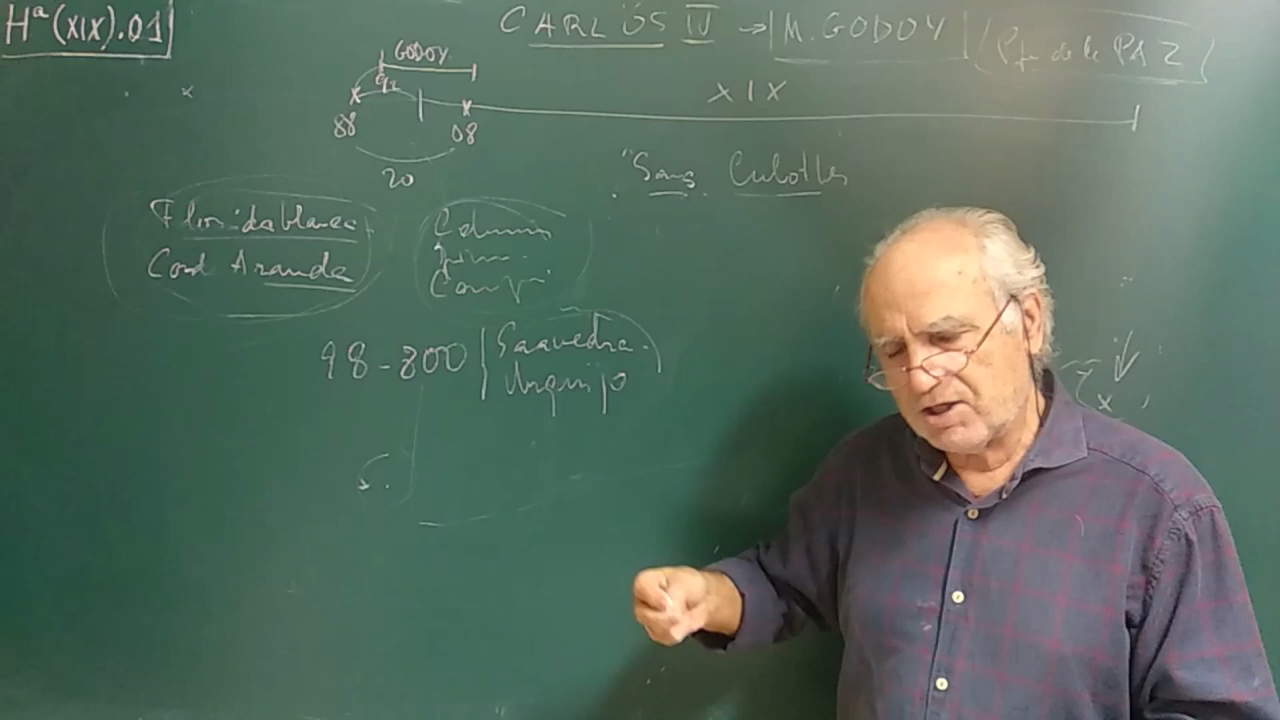 Hª(XIX).01
CARLOS IV → M. GODOY (Ppe de la PAZ)
GODOY
92
XIX
88
08
20
"Sans Culottes
Floridablanca
Cond Aranda
98-800
Saavedra
Urquijo